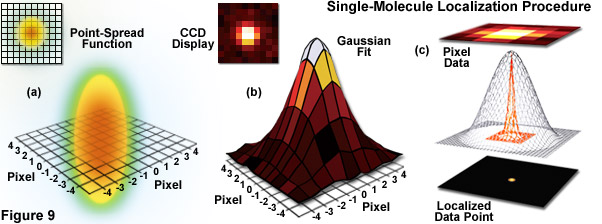 Single-Molecule Localization Procedure
Point-Spread
Function
(a)
4 3 2 1 0 -1 -2 -3 -4
Pixel
-4 -3 -2 -1 0 1 2 3 4
Pixel
Figure 9
CCD
Display
Gaussian
Fit
(b)
4 3 2 1 0 -1 -2 -3 -4
Pixel
-4 -3 -2 -1 0 1 2 3 4
Pixel
(c)
Pixel
Data
Localized
Data Point